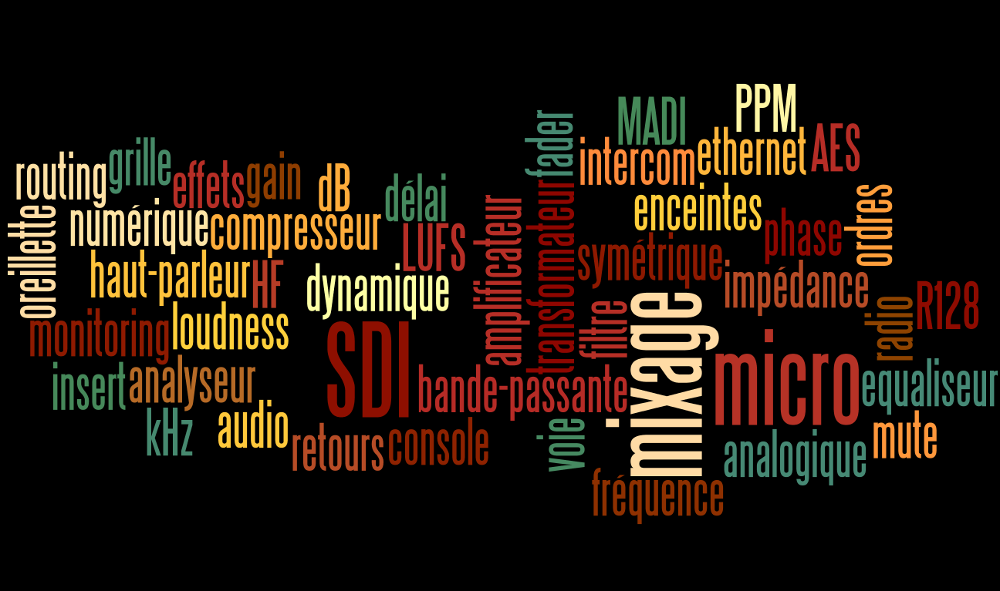 routing
grille
effets
gain
dB
délai
oreillette
numérique
compresseur
LUFS
haut-parleur
HF
dynamique
monitoring
loudness
SDI
insert
analyseur
kHz
audio
retours
console
bande-passante
amplificateur
transformateur
fader
filtre
voie
MADI
PPM
intercom
ethernet
AES
enceintes
phase
ordres
symétrique
impédance
mixage
micro
radio
R128
equaliseur
mute
analogique
fréquence